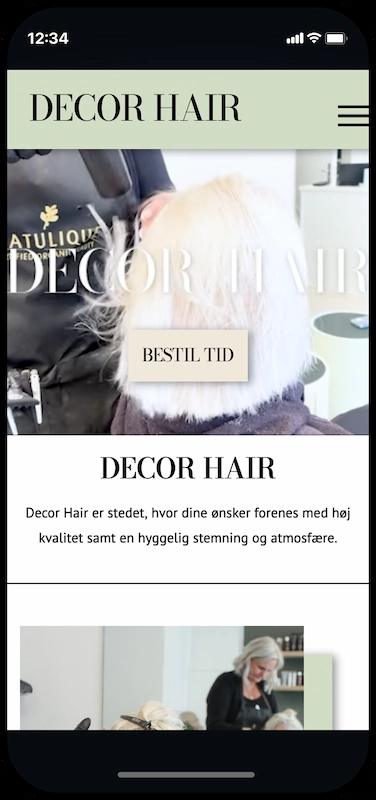 12:34
DECOR HAIR
DECOR HAIR
BESTIL TID
DECOR HAIR
Decor Hair er stedet, hvor dine ønsker forenes med høj
kvalitet samt en hyggelig stemning og atmosfære.